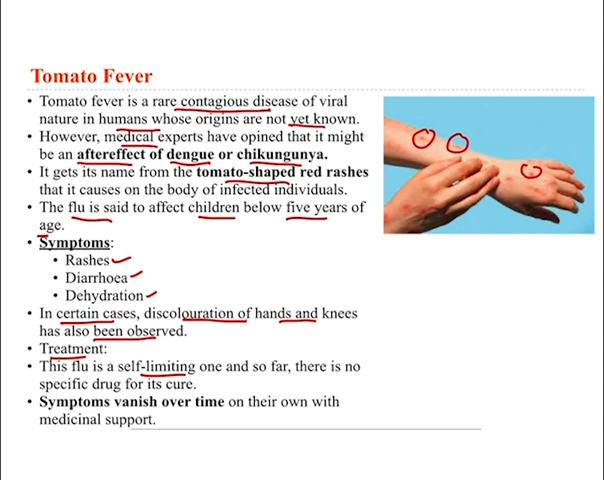 Tomato Fever
• Tomato fever is a rare contagious disease of viral
nature in humans whose origins are not yet known.
• However, medical experts have opined that it might
be an aftereffect of dengue or chikungunya.
• It gets its name from the tomato-shaped red rashes
that it causes on the body of infected individuals.
• The flu is said to affect children below five years of
age.
• Symptoms:
• Rashes
• Diarrhoea
• Dehydration
• In certain cases, discolouration of hands and knees
has also been observed.
• Treatment:
• This flu is a self-limiting one and so far, there is no
specific drug for its cure.
• Symptoms vanish over time on their own with
medicinal support.